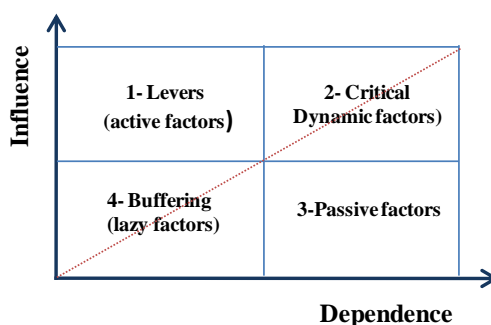 Influence
1- Levers
(active factors)
2- Critical
Dynamic factors)
4- Buffering
(lazy factors)
3-Passive factors
Dependence